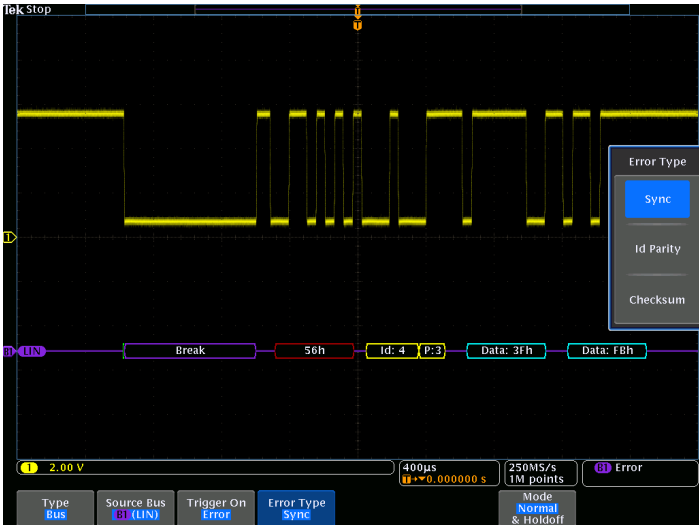 Tek Stop
T
T
Error Type
Sync
Id Parity
Checksum
1
B1 LIN
Break
56h
Id: 4
P:3
Data: 3Fh
Data: FBh
1 2.00 V
400µs
T→▼0.000000 s
250MS/s
1M points
B1 Error
Type
Bus
Source Bus
B1 (LIN)
Trigger On
Error
Error Type
Sync
Mode
Normal
& Holdoff